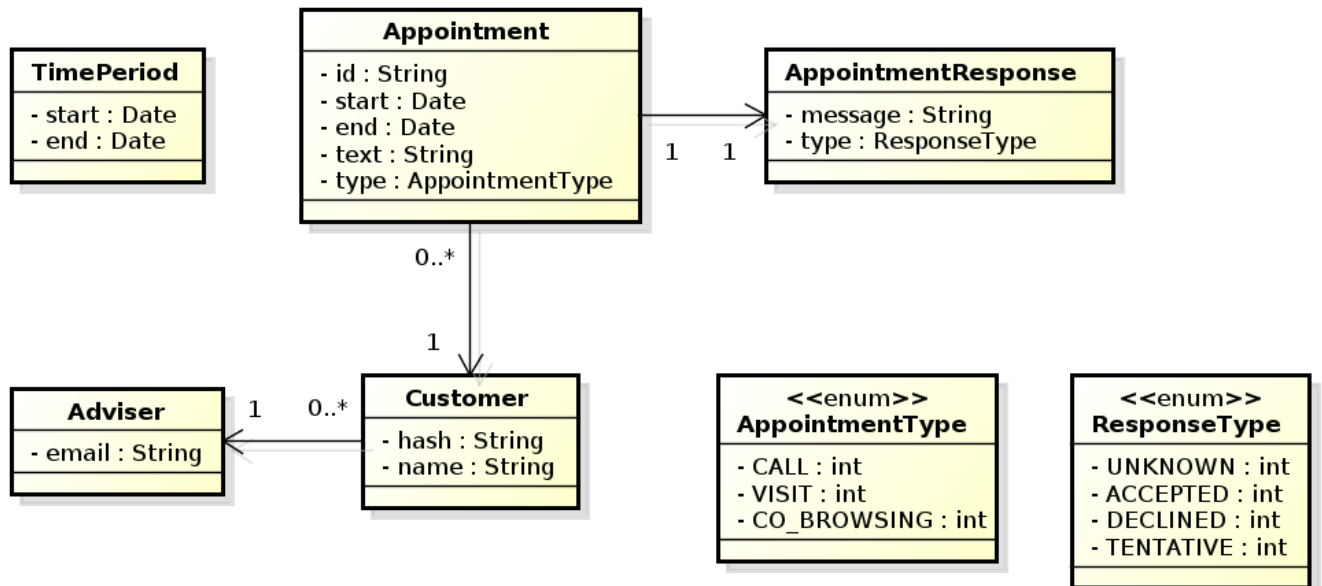 TimePeriod
- start : Date
- end : Date
Appointment
- id : String
- start : Date
- end : Date
- text : String
- type : AppointmentType
AppointmentResponse
- message : String
- type : ResponseType
1 1
0..*
1
Adviser
- email : String
1 0..*
Customer
- hash : String
- name : String
<<enum>>
AppointmentType
- CALL : int
- VISIT : int
- CO_BROWSING : int
<<enum>>
ResponseType
- UNKNOWN : int
- ACCEPTED : int
- DECLINED : int
- TENTATIVE : int